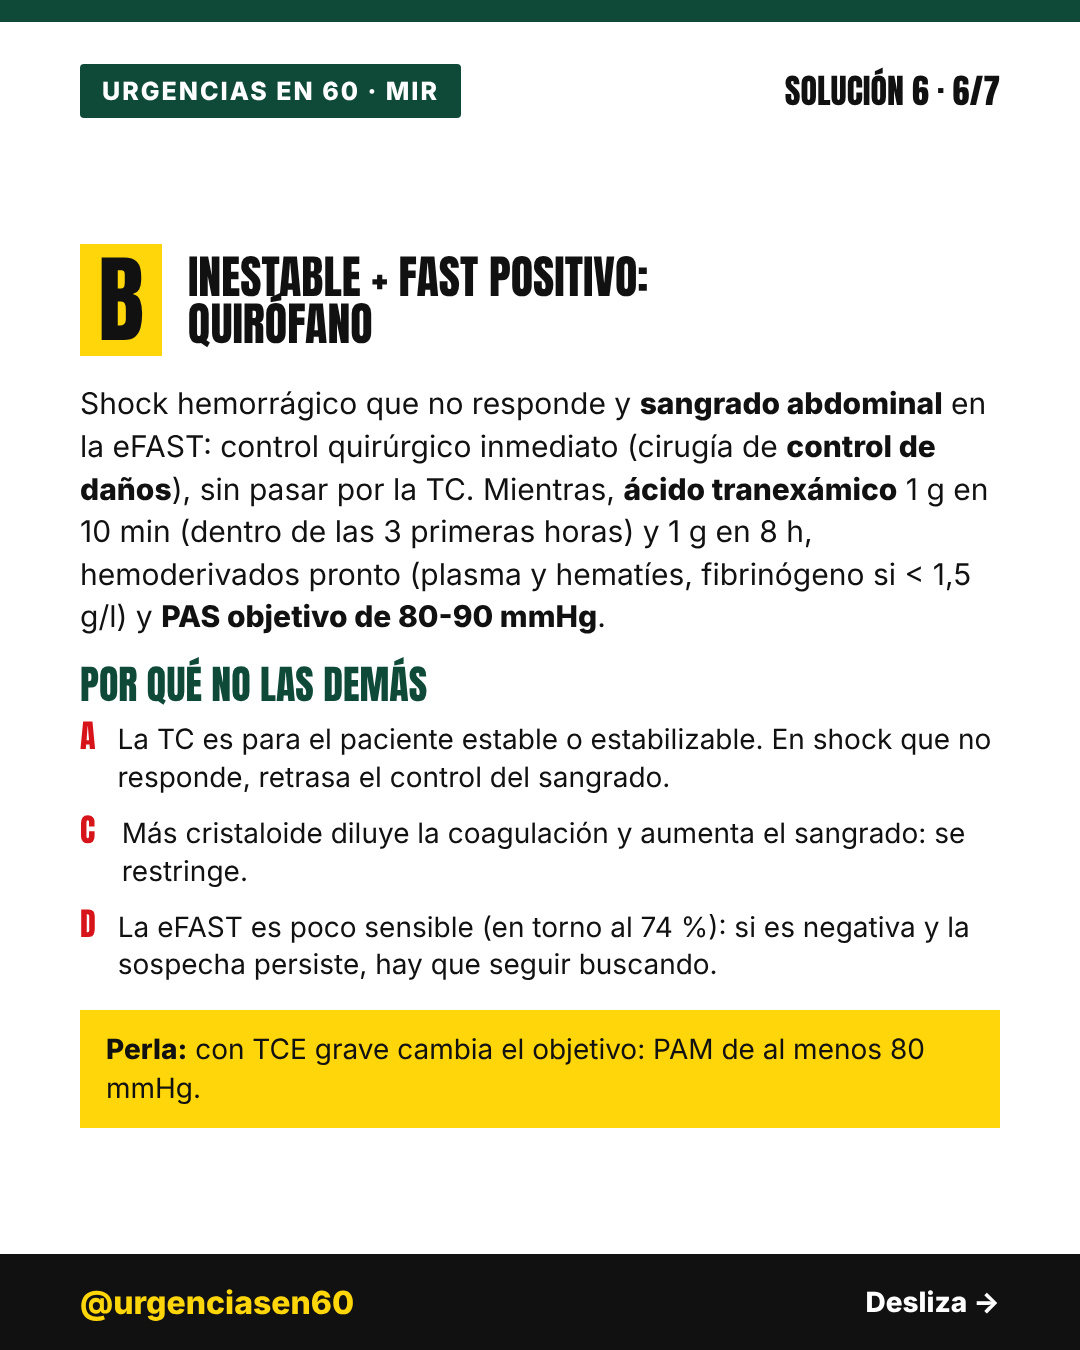 URGENCIAS EN 60 · MIR
SOLUCIÓN 6 · 6/7
B
INESTABLE + FAST POSITIVO:
QUIRÓFANO
Shock hemorrágico que no responde y sangrado abdominal en
la eFAST: control quirúrgico inmediato (cirugía de control de
daños), sin pasar por la TC. Mientras, ácido tranexámico 1 g en
10 min (dentro de las 3 primeras horas) y 1 g en 8 h,
hemoderivados pronto (plasma y hematíes, fibrinógeno si < 1,5
g/l) y PAS objetivo de 80-90 mmHg.
POR QUÉ NO LAS DEMÁS
A La TC es para el paciente estable o estabilizable. En shock que no
responde, retrasa el control del sangrado.
C Más cristaloide diluye la coagulación y aumenta el sangrado: se
restringe.
D La eFAST es poco sensible (en torno al 74 %): si es negativa y la
sospecha persiste, hay que seguir buscando.
Perla: con TCE grave cambia el objetivo: PAM de al menos 80
mmHg.
@urgenciasen60
Desliza →